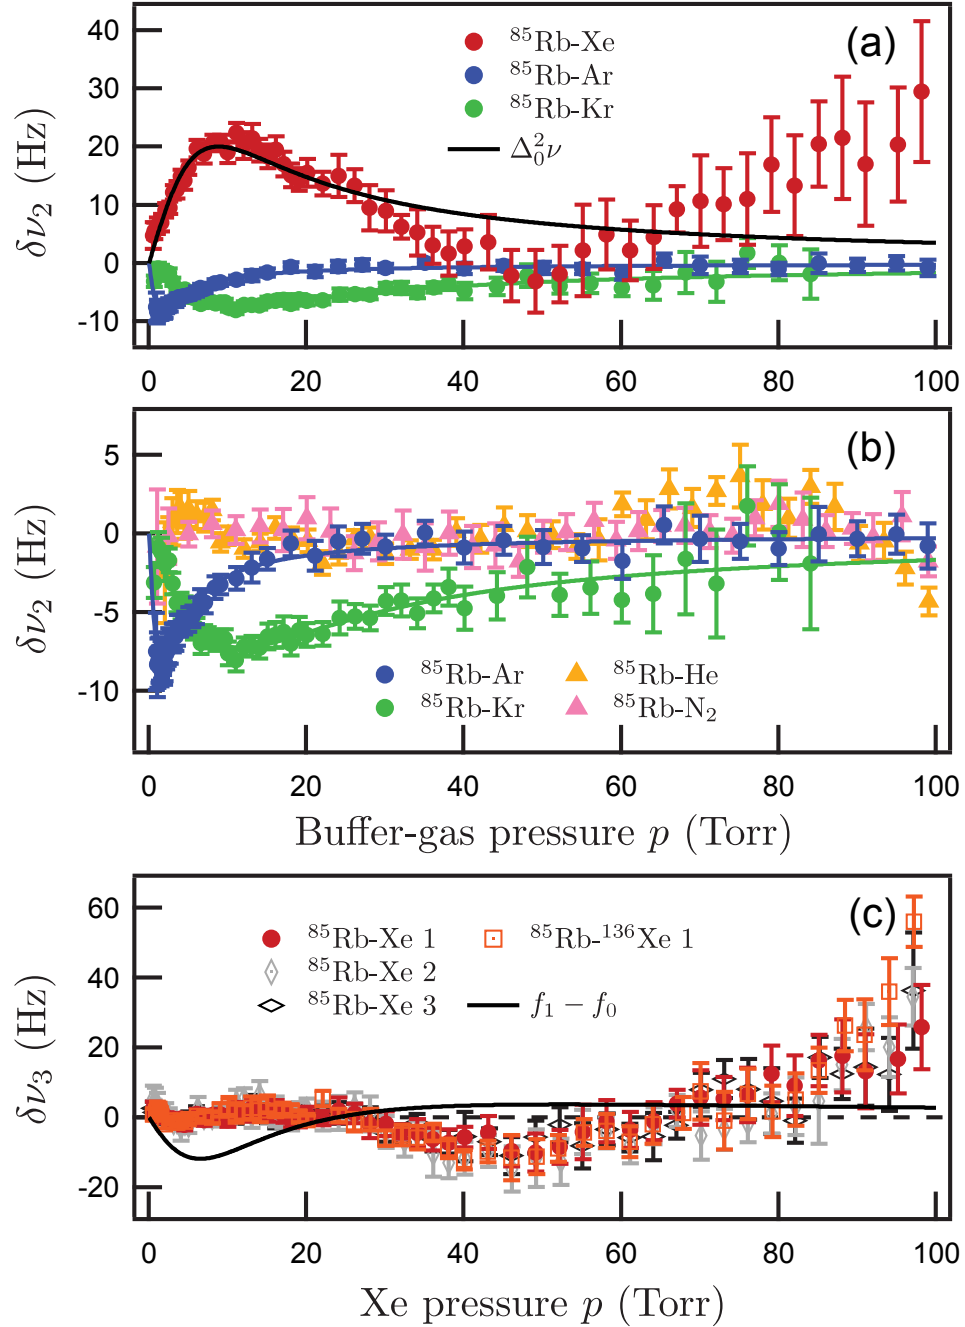 (a)
40
30
20
10
0
-10
δν₂ (Hz)
⁸⁵Rb-Xe
⁸⁵Rb-Ar
⁸⁵Rb-Kr
Δ₀²ν
0 20 40 60 80 100
(b)
5
0
-5
-10
δν₂ (Hz)
⁸⁵Rb-Ar ⁸⁵Rb-He
⁸⁵Rb-Kr ⁸⁵Rb-N₂
0 20 40 60 80 100
Buffer-gas pressure p (Torr)
(c)
60
40
20
0
-20
δν₃ (Hz)
⁸⁵Rb-Xe 1 ⁸⁵Rb-¹³⁶Xe 1
⁸⁵Rb-Xe 2
⁸⁵Rb-Xe 3 f₁ − f₀
0 20 40 60 80 100
Xe pressure p (Torr)